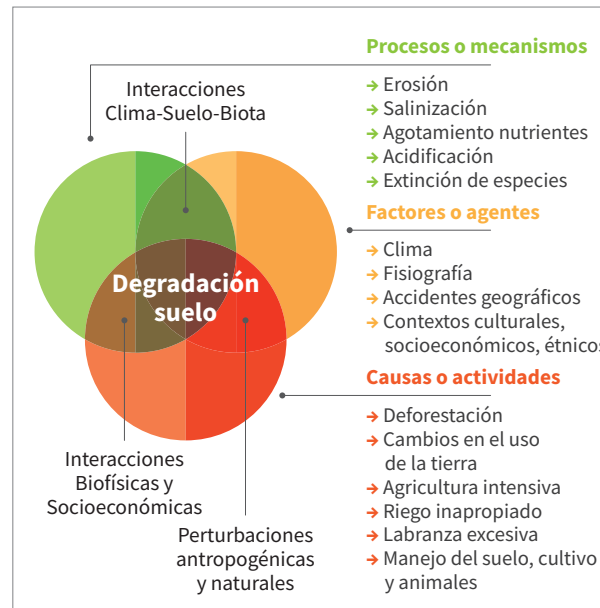 Procesos o mecanismos
→ Erosión
→ Salinización
→ Agotamiento nutrientes
→ Acidificación
→ Extinción de especies
Interacciones
Clima-Suelo-Biota
Factores o agentes
→ Clima
→ Fisiografía
→ Accidentes geográficos
→ Contextos culturales,
socioeconómicos, étnicos
Degradación
suelo
Causas o actividades
→ Deforestación
→ Cambios en el uso
de la tierra
→ Agricultura intensiva
→ Riego inapropiado
→ Labranza excesiva
→ Manejo del suelo, cultivo
y animales
Interacciones
Biofísicas y
Socioeconómicas
Perturbaciones
antropogénicas
y naturales